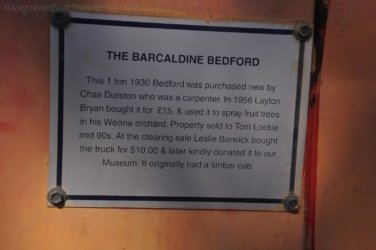 ©AustralianBushPhotography.com
THE BARCALDINE BEDFORD
This 1 ton 1930 Bedford was purchased new by
Chas Durston who was a carpenter. In 1956 Layton
Bryan bought it for £15, & used it to spray fruit trees
in his Weona orchard. Property sold to Tom Lockie
mid 90s. At the clearing sale Leslie Barwick bought
the truck for $10.00 & later kindly donated it to our
Museum. It originally had a timber cab.